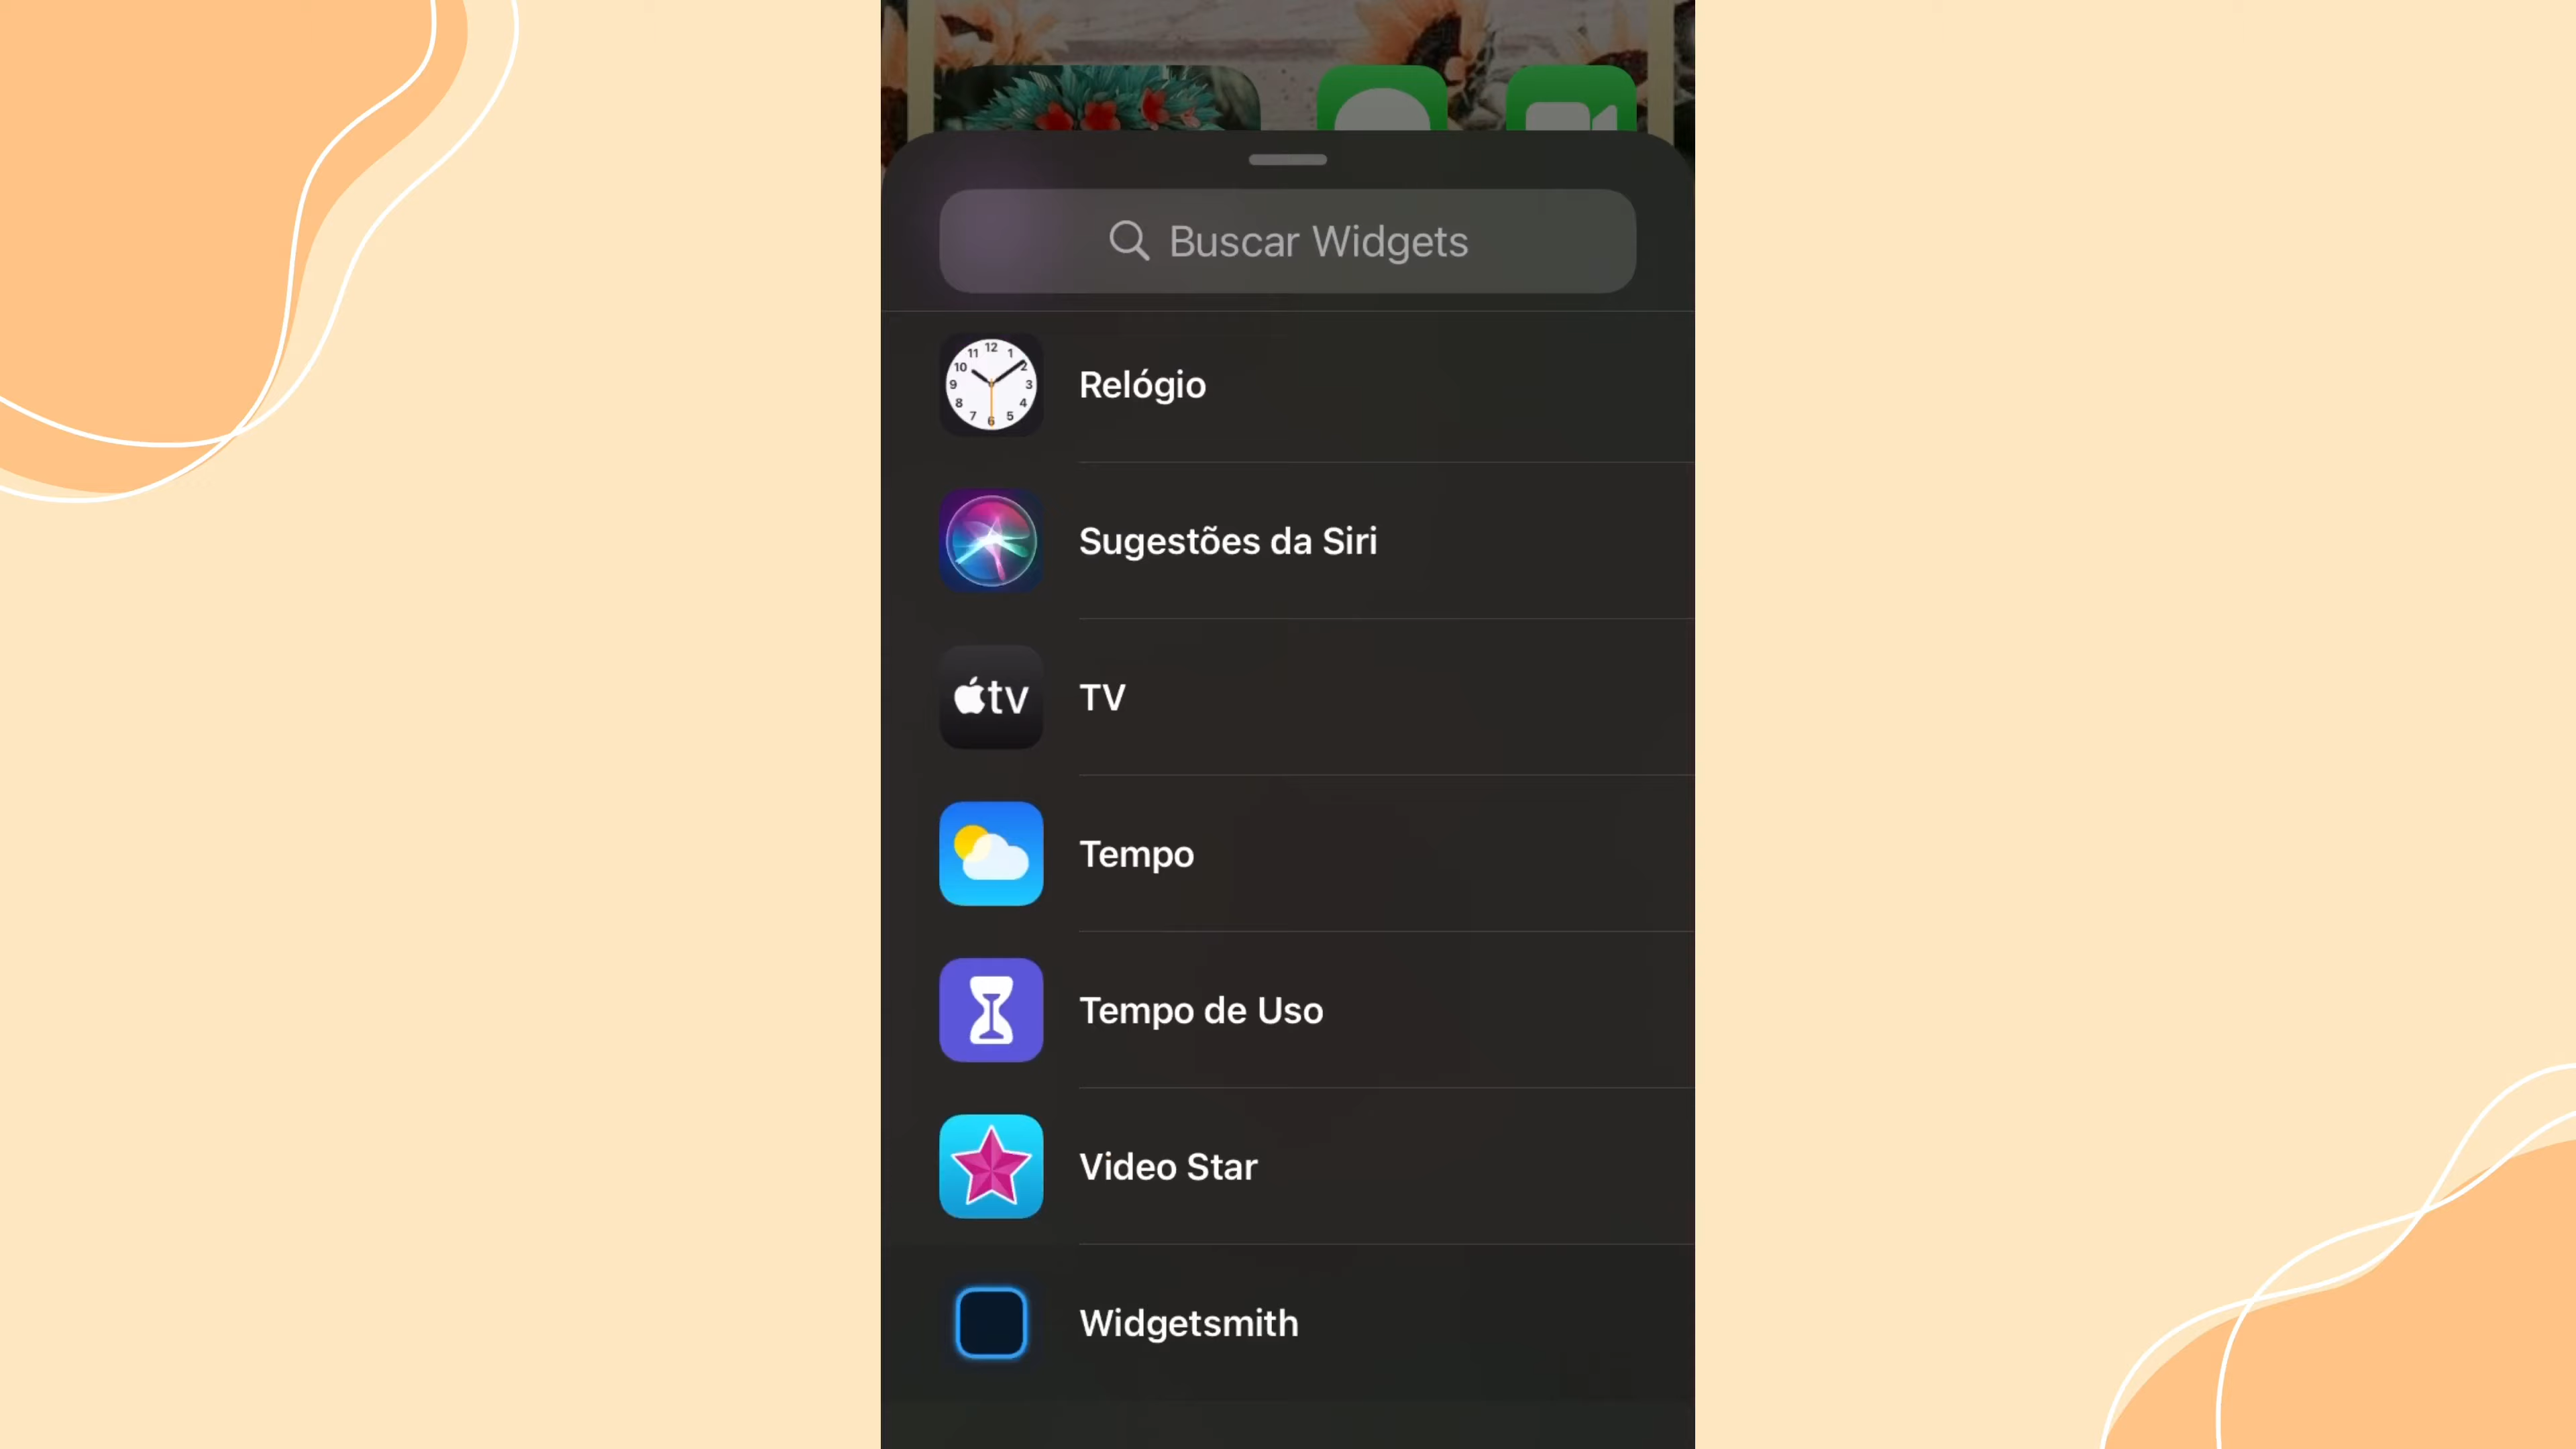 Buscar Widgets
Relógio
Sugestões da Siri
tv
TV
Tempo
Tempo de Uso
Video Star
Widgetsmith